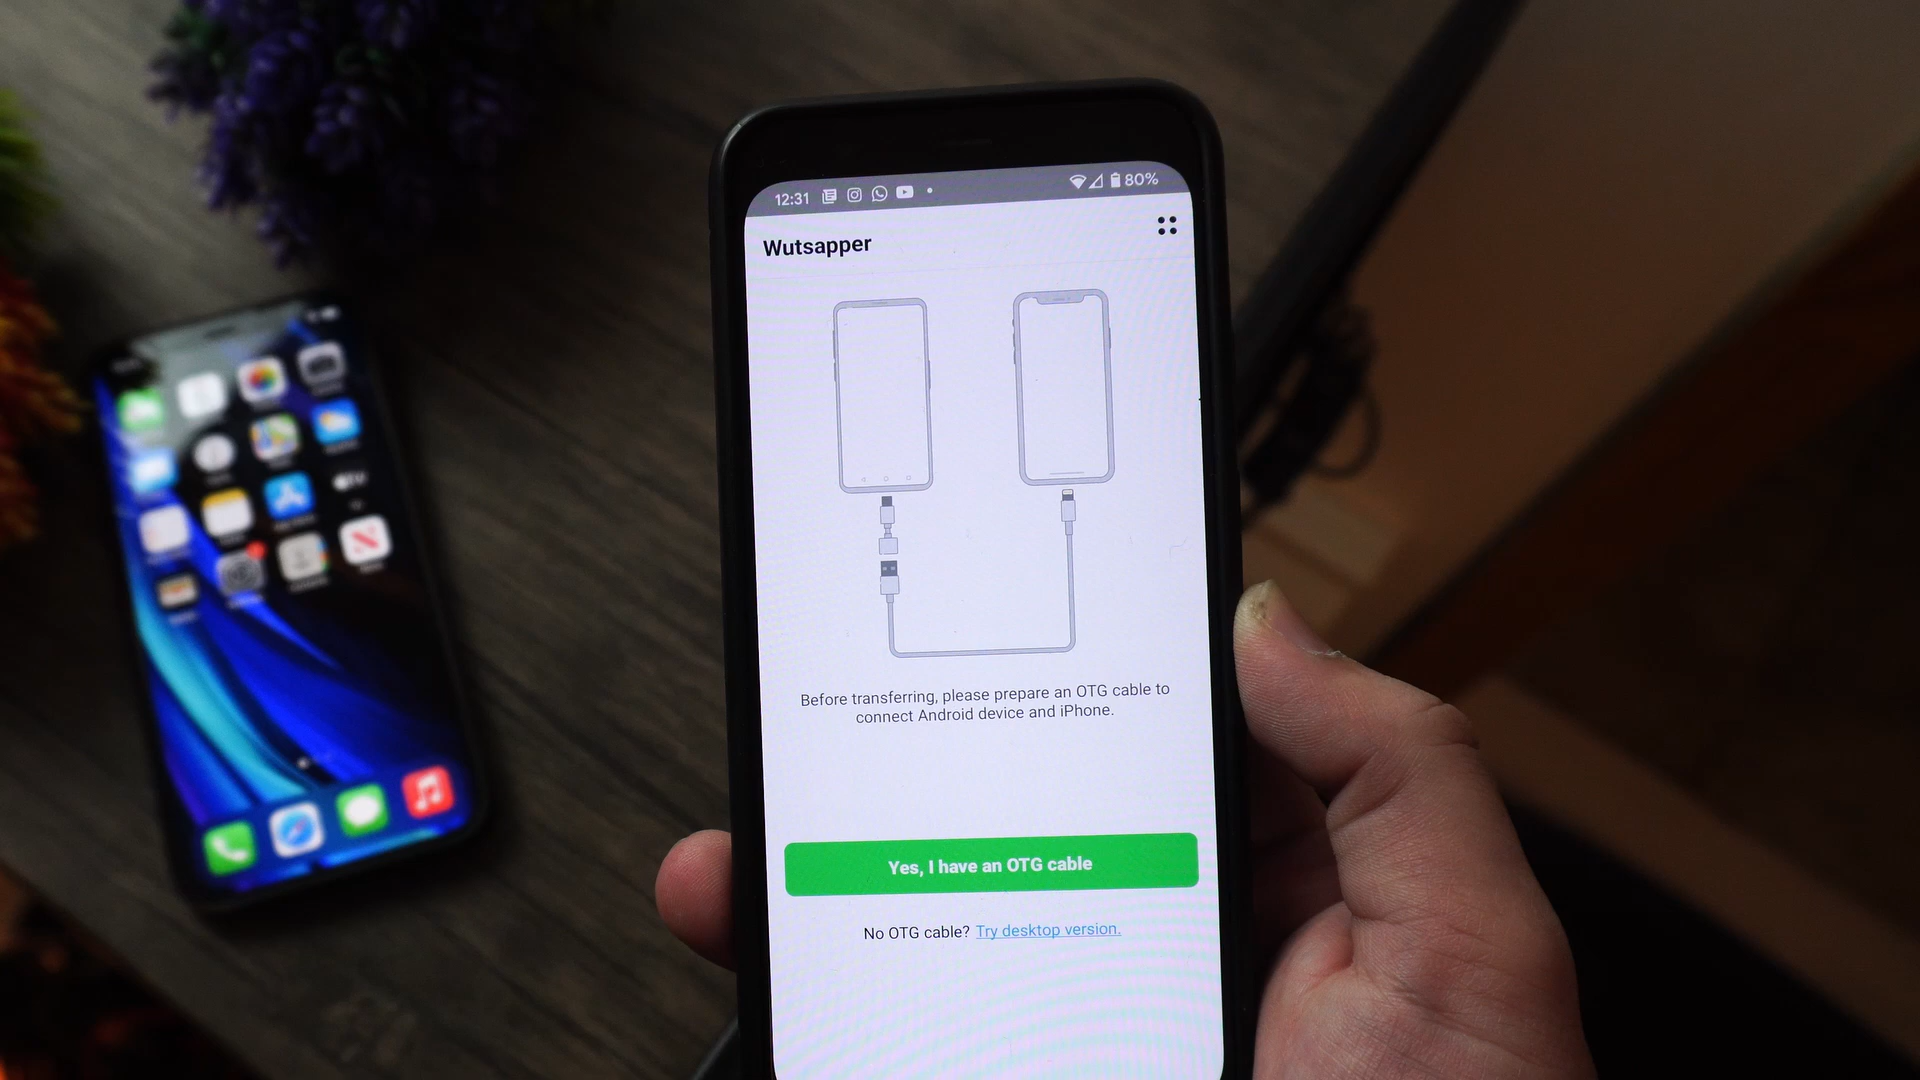 12:31
80%
Wutsapper
Before transferring, please prepare an OTG cable to
connect Android device and iPhone.
Yes, I have an OTG cable
No OTG cable? Try desktop version.